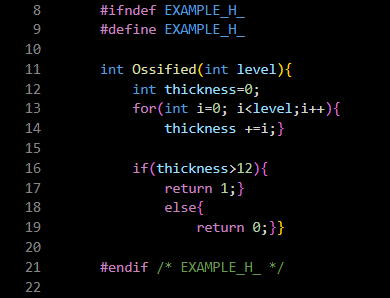 8 #ifndef EXAMPLE_H_
9 #define EXAMPLE_H_
10
11 int Ossified(int level){
12 int thickness=0;
13 for(int i=0; i<level;i++){
14 thickness +=i;}
15
16 if(thickness>12){
17 return 1;}
18 else{
19 return 0;}}
20
21 #endif /* EXAMPLE_H_ */
22